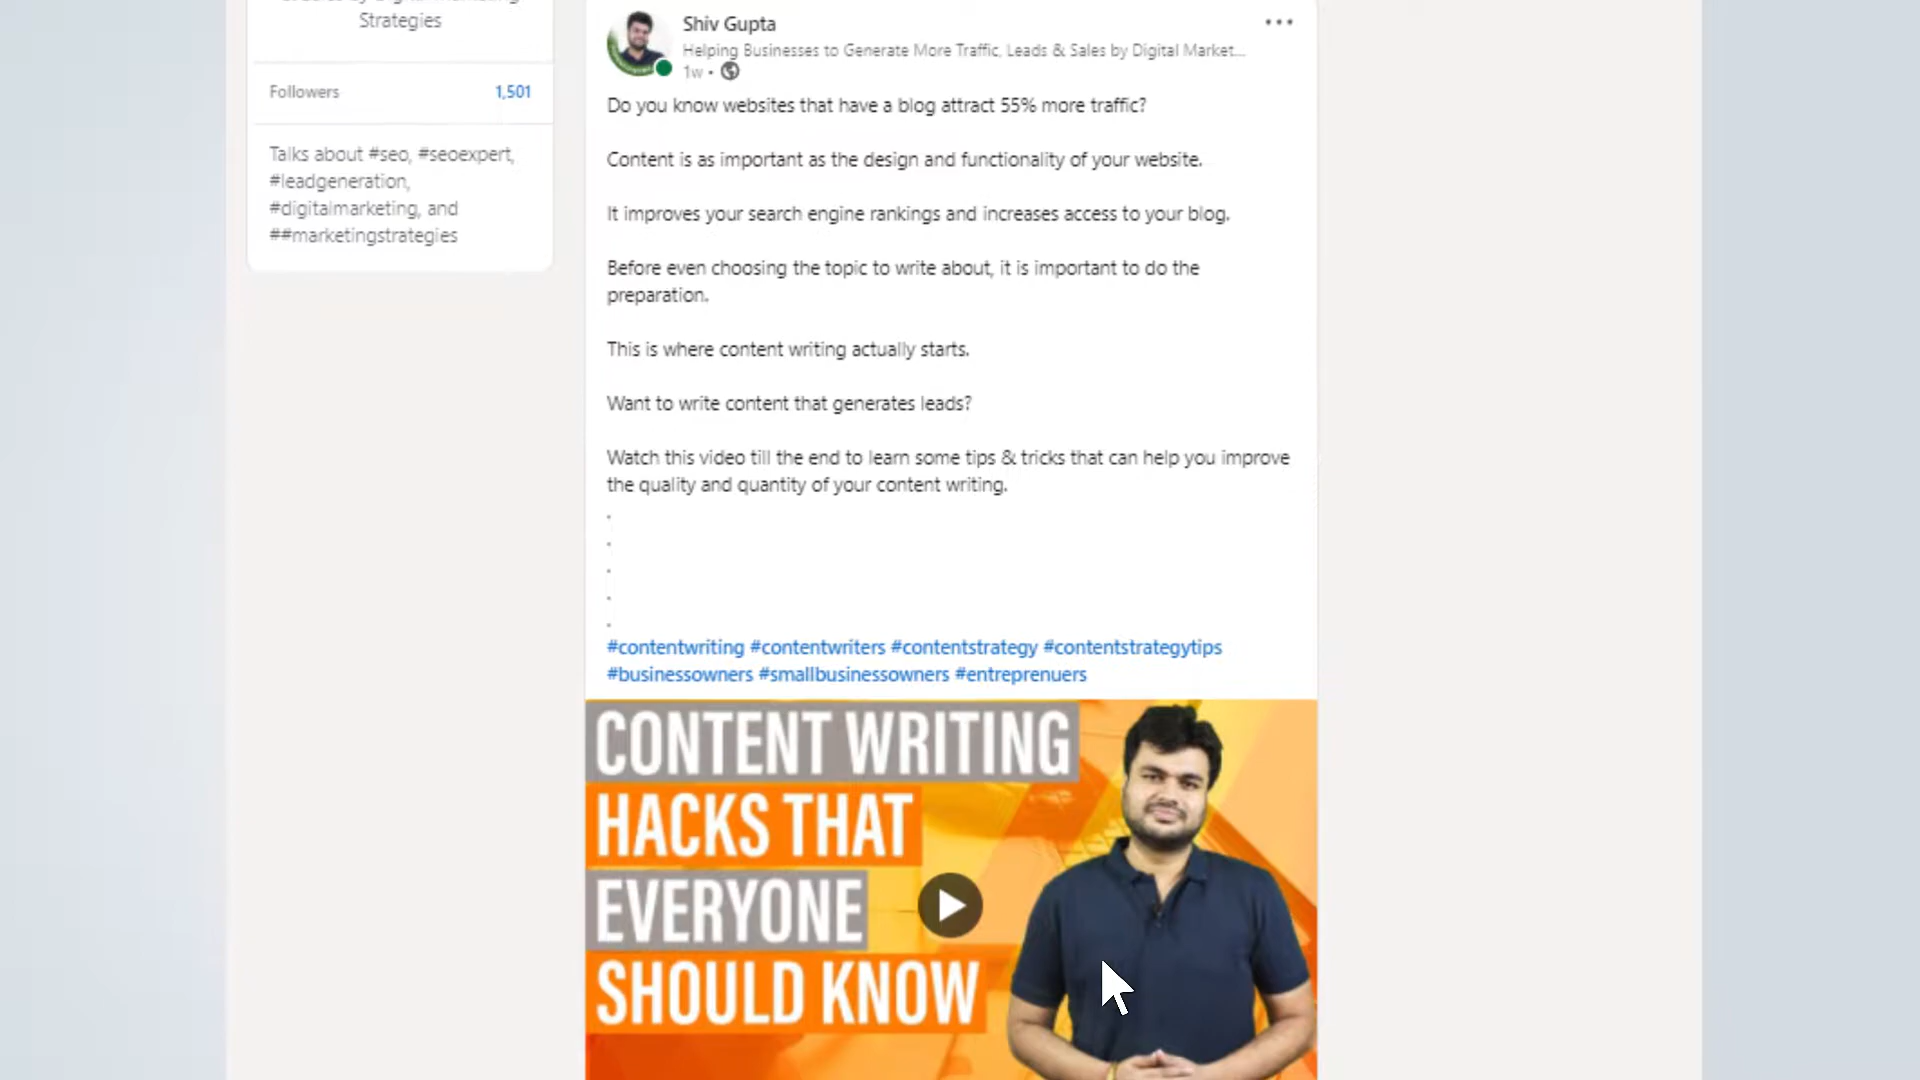 Strategies
Followers 1,501
Talks about #seo, #seoexpert,
#leadgeneration,
#digitalmarketing, and
##marketingstrategies
Shiv Gupta
Helping Businesses to Generate More Traffic, Leads & Sales by Digital Market...
1w •
Do you know websites that have a blog attract 55% more traffic?
Content is as important as the design and functionality of your website.
It improves your search engine rankings and increases access to your blog.
Before even choosing the topic to write about, it is important to do the
preparation.
This is where content writing actually starts.
Want to write content that generates leads?
Watch this video till the end to learn some tips & tricks that can help you improve
the quality and quantity of your content writing.
.
.
.
.
.
#contentwriting #contentwriters #contentstrategy #contentstrategytips
#businessowners #smallbusinessowners #entreprenuers
CONTENT WRITING
HACKS THAT
EVERYONE
SHOULD KNOW